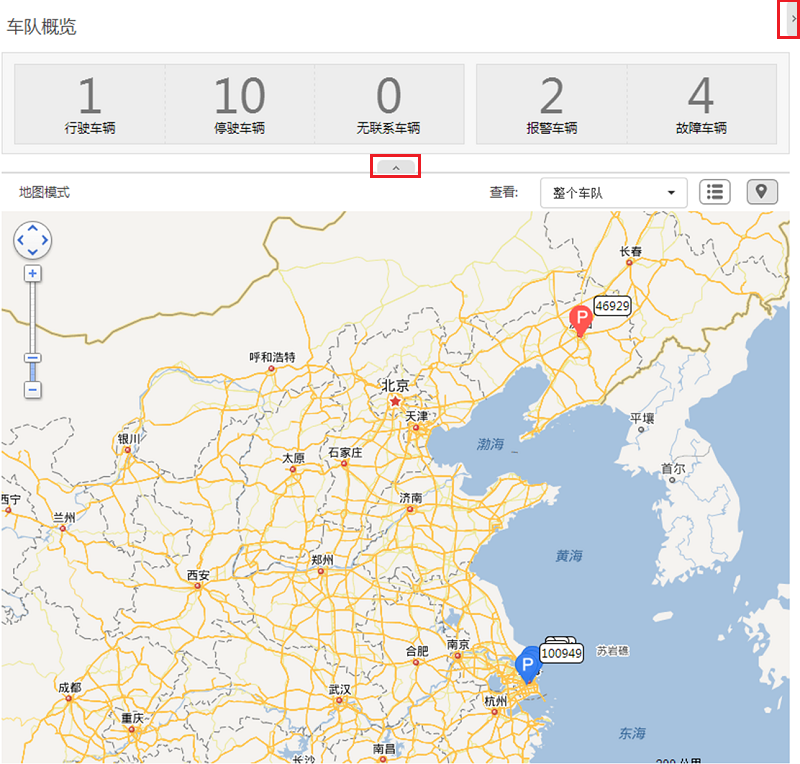 车队概览
1
10
0
2
4
行驶车辆
停驶车辆
无联系车辆
报警车辆
故障车辆
地图模式
查看:
整个车队
长春
46929
P
呼和浩特
北京
天津
平壤
银川
渤海
太原
石家庄
首尔
西宁
济南
兰州
郑州
黄海
西安
合肥
南京
100949
苏岩礁
P
成都
武汉
杭州
重庆
东海
南昌